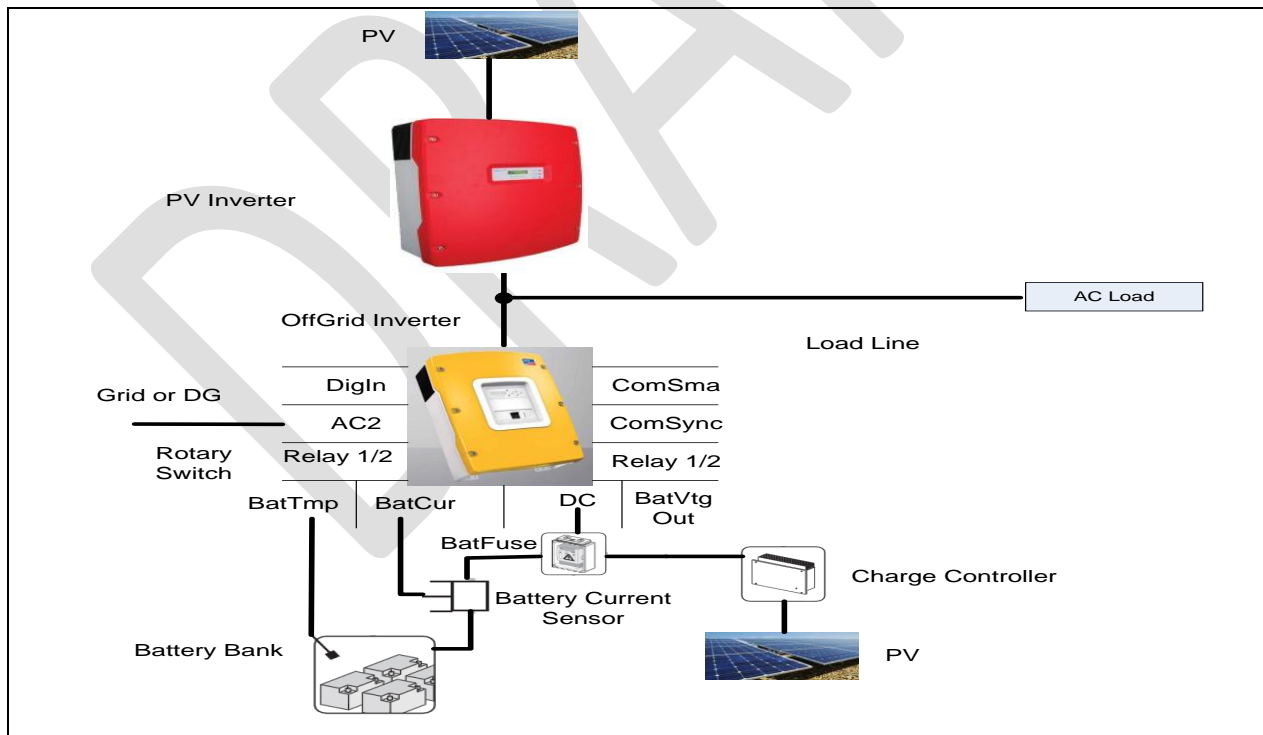 PV
PV Inverter
AC Load
OffGrid Inverter
Load Line
DigIn
ComSma
Grid or DG
AC2
ComSync
Rotary
Switch
Relay 1/2
Relay 1/2
BatTmp
BatCur
DC
BatVtg
Out
BatFuse
Charge Controller
Battery Current
Sensor
Battery Bank
PV
DRA